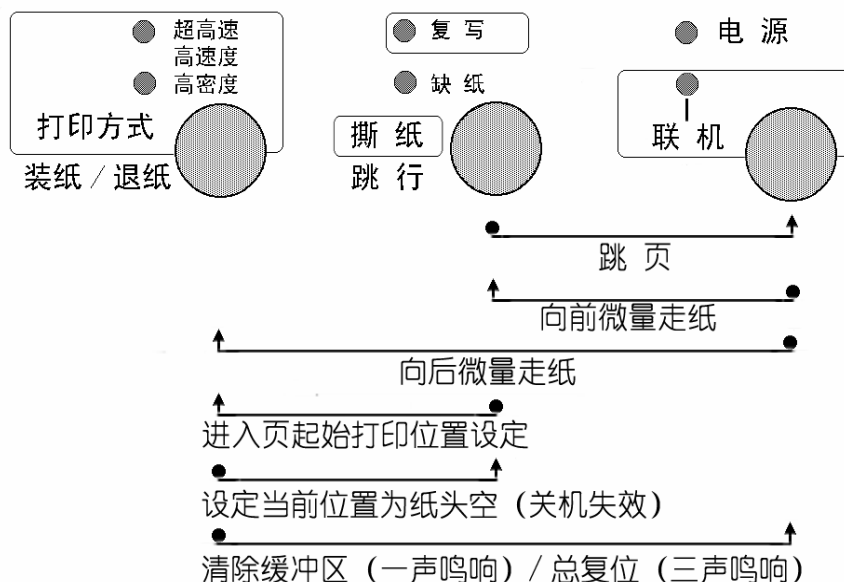 超高速
高速度
高密度
打印方式
装纸/退纸
复写
缺纸
撕纸
跳行
电源
联机
跳页
向前微量走纸
向后微量走纸
进入页起始打印位置设定
设定当前位置为纸头空(关机失效)
清除缓冲区(一声鸣响)/总复位(三声鸣响)